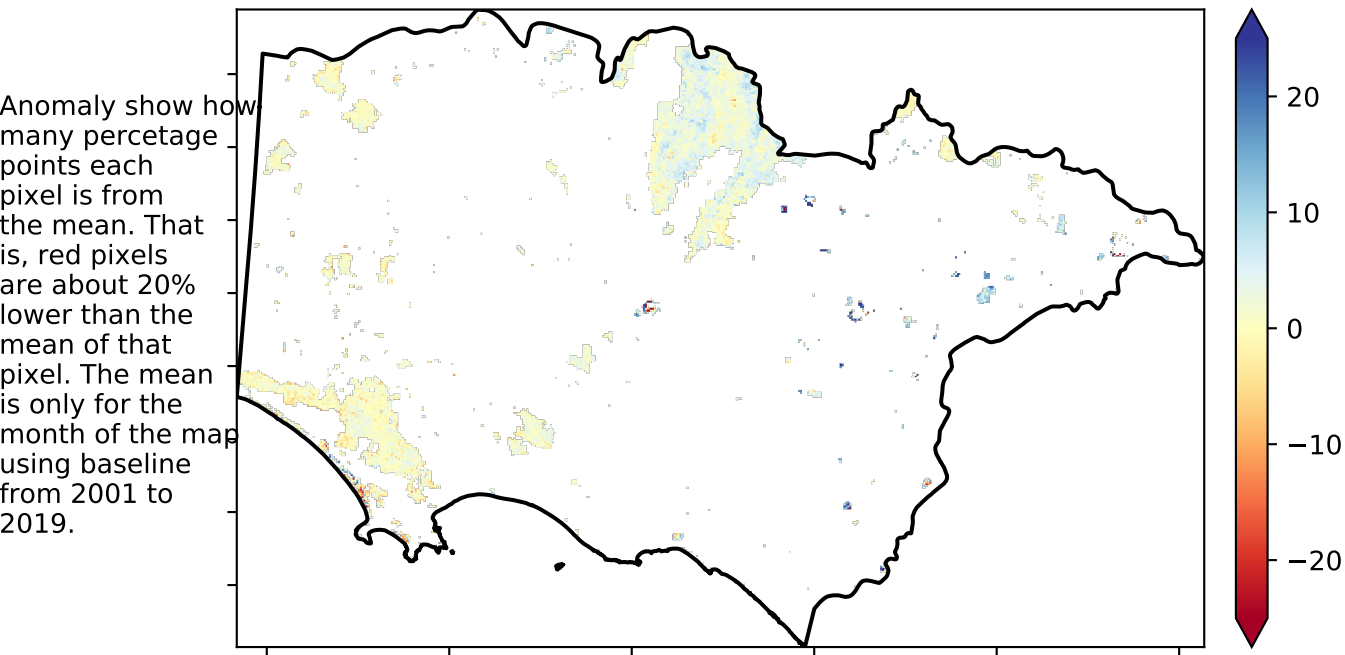 Anomaly show how
many percetage
points each
pixel is from
the mean. That
is, red pixels
are about 20%
lower than the
mean of that
pixel. The mean
is only for the
month of the map
using baseline
from 2001 to
2019.
20
10
0
−10
−20